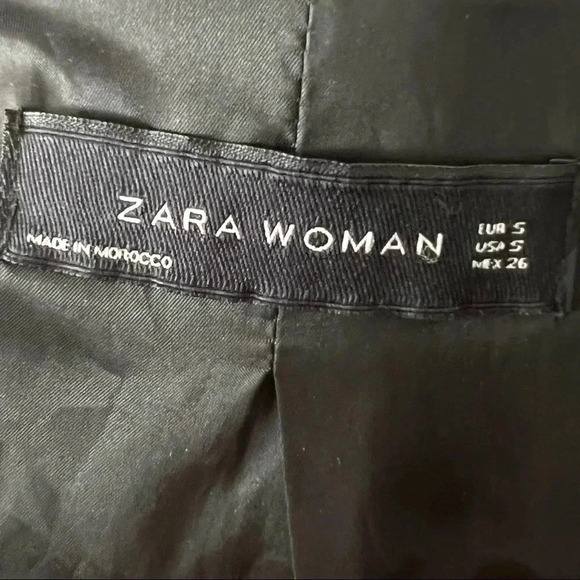 ZARA WOMAN
MADE IN MOROCCO
EUR S
USA S
MEX 26